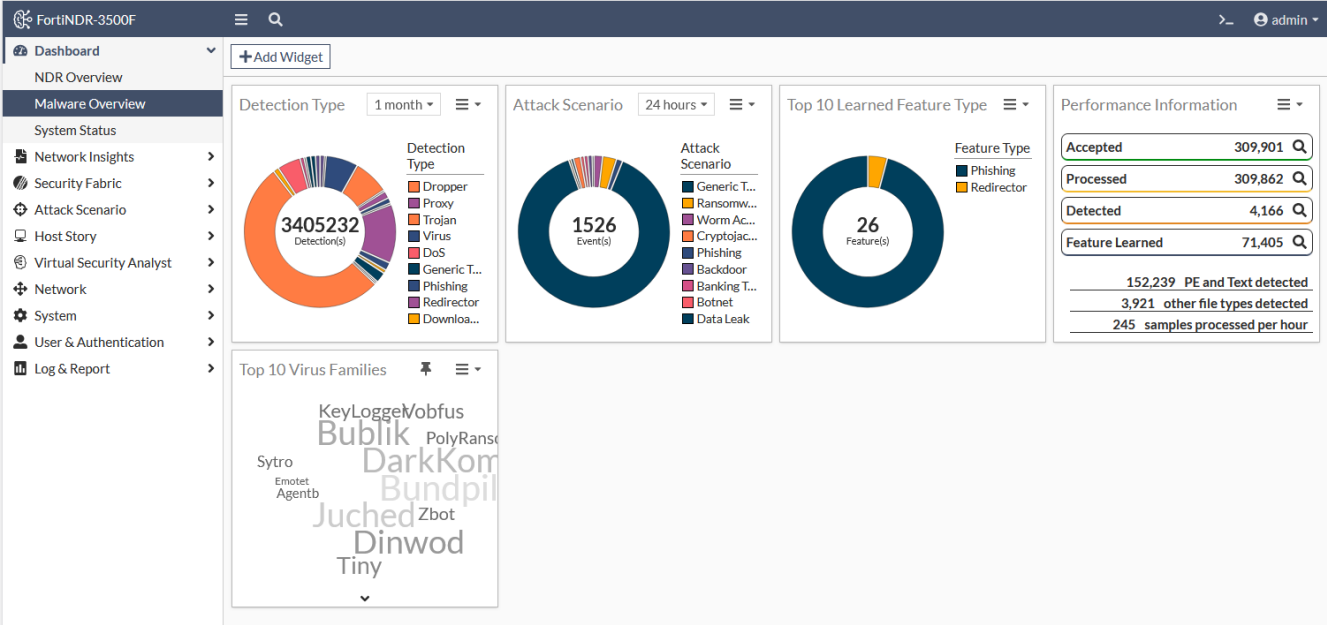 FortiNDR-3500F
>_ admin
Dashboard
NDR Overview
Malware Overview
System Status
Network Insights
Security Fabric
Attack Scenario
Host Story
Virtual Security Analyst
Network
System
User & Authentication
Log & Report
+Add Widget
Detection Type 1 month
3405232
Detection(s)
Detection
Type
Dropper
Proxy
Trojan
Virus
DoS
Generic T...
Phishing
Redirector
Downloa...
Attack Scenario 24 hours
1526
Event(s)
Attack
Scenario
Generic T...
Ransomw...
Worm Ac...
Cryptojac...
Phishing
Backdoor
Banking T...
Botnet
Data Leak
Top 10 Learned Feature Type
26
Feature(s)
Feature Type
Phishing
Redirector
Performance Information
Accepted 309,901
Processed 309,862
Detected 4,166
Feature Learned 71,405
152,239 PE and Text detected
3,921 other file types detected
245 samples processed per hour
Top 10 Virus Families
KeyLogger Vobfus
Bublik
PolyRanso
DarkKom
Sytro
Emotet
Agentb
Bundpil
Juched
Zbot
Dinwod
Tiny